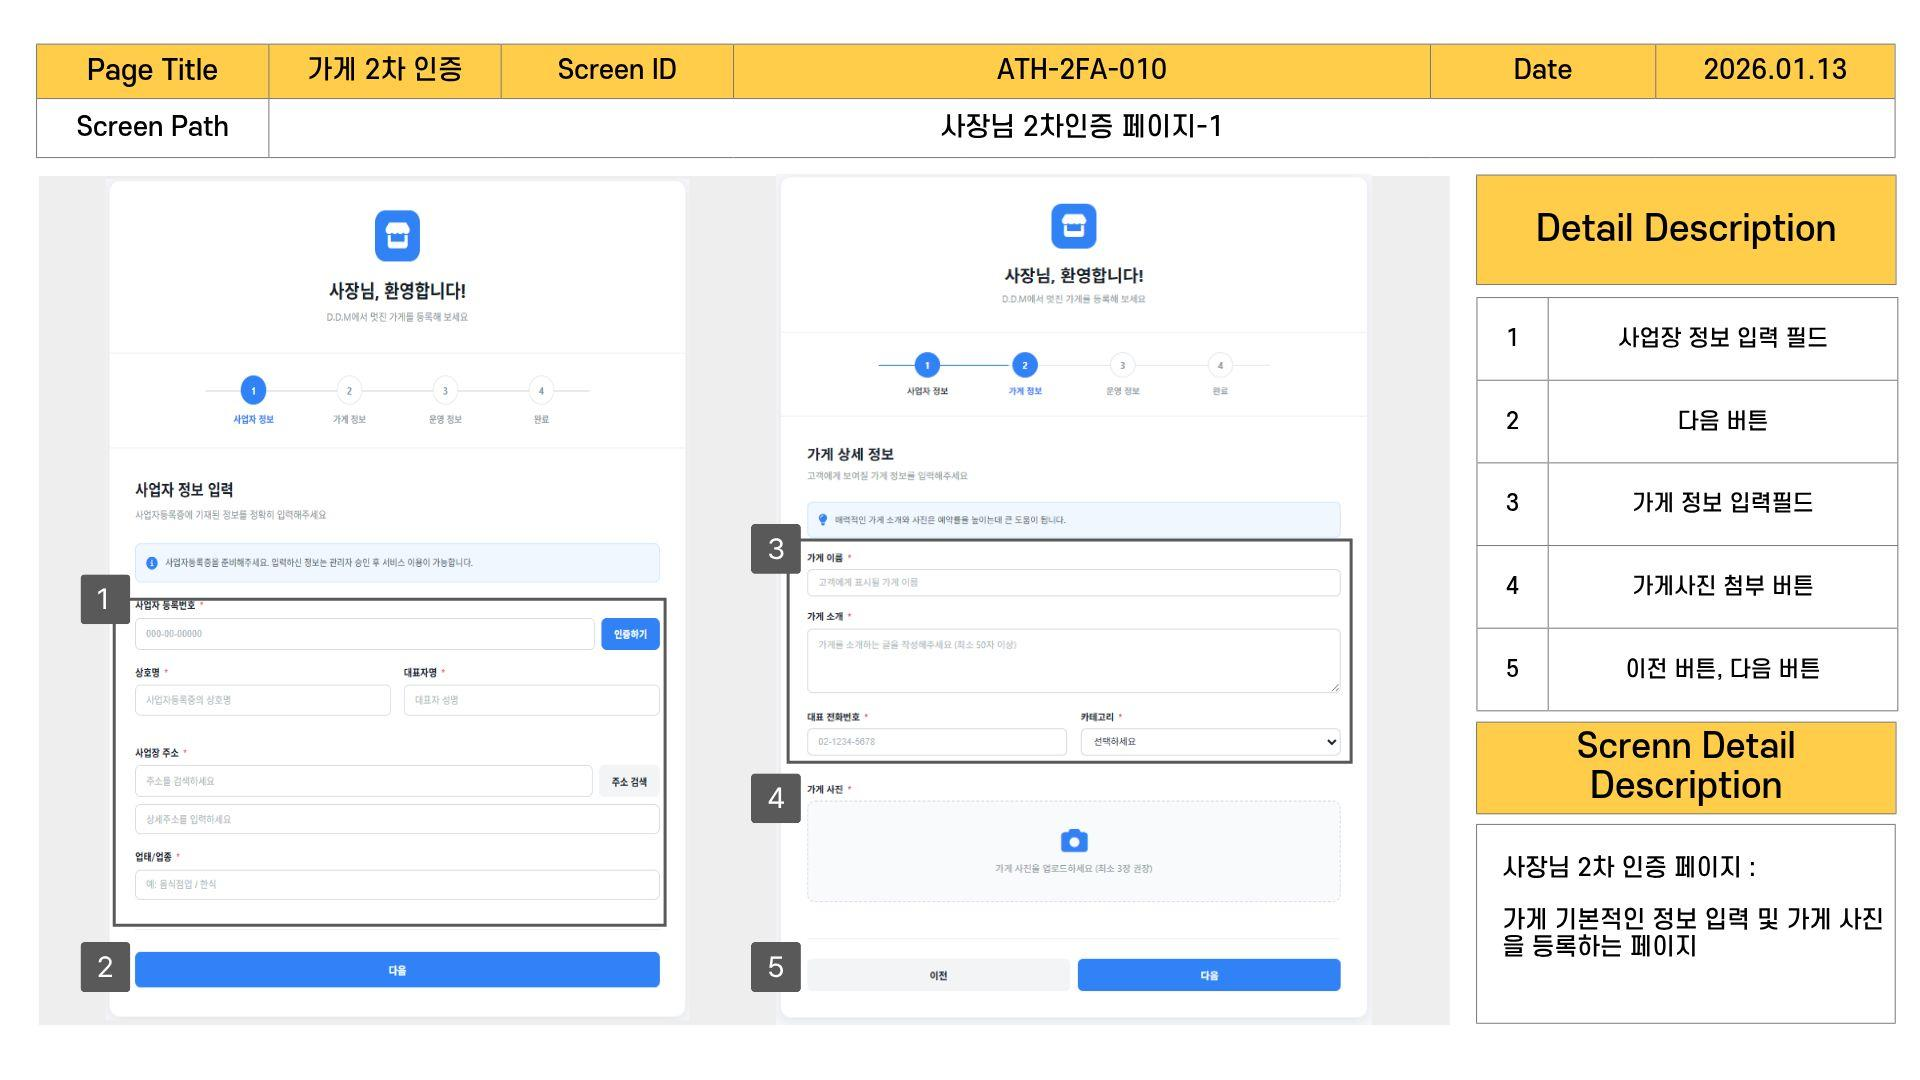 Page Title
가게 2차 인증
Screen ID
ATH-2FA-010
Date
2026.01.13
Screen Path
사장님 2차인증 페이지-1
사장님, 환영합니다!
D.D.M에서 멋진 가게를 등록해 보세요
1
2
3
4
사업자 정보
가게 정보
운영 정보
완료
사업자 정보 입력
사업자등록증에 기재된 정보를 정확히 입력해주세요
사업자등록증을 준비해주세요. 입력하신 정보는 관리자 승인 후 서비스 이용이 가능합니다.
1
사업자 등록번호 *
000-00-00000
인증하기
상호명 *
대표자명 *
사업자등록증의 상호명
대표자 성명
사업장 주소 *
주소를 검색하세요
주소 검색
상세주소를 입력하세요
업태/업종 *
예: 음식점업 / 한식
2
다음
사장님, 환영합니다!
D.D.M에서 멋진 가게를 등록해 보세요
1
2
3
4
사업자 정보
가게 정보
운영 정보
완료
가게 상세 정보
고객에게 보여질 가게 정보를 입력해주세요
매력적인 가게 소개와 사진은 예약률을 높이는데 큰 도움이 됩니다.
3
가게 이름 *
고객에게 표시될 가게 이름
가게 소개 *
가게를 소개하는 글을 작성해주세요 (최소 50자 이상)
대표 전화번호 *
카테고리 *
02-1234-5678
선택하세요
4
가게 사진 *
가게 사진을 업로드하세요 (최소 3장 권장)
5
이전
다음
Detail Description
1
사업장 정보 입력 필드
2
다음 버튼
3
가게 정보 입력필드
4
가게사진 첨부 버튼
5
이전 버튼, 다음 버튼
Screnn Detail
Description
사장님 2차 인증 페이지 :
가게 기본적인 정보 입력 및 가게 사진
을 등록하는 페이지